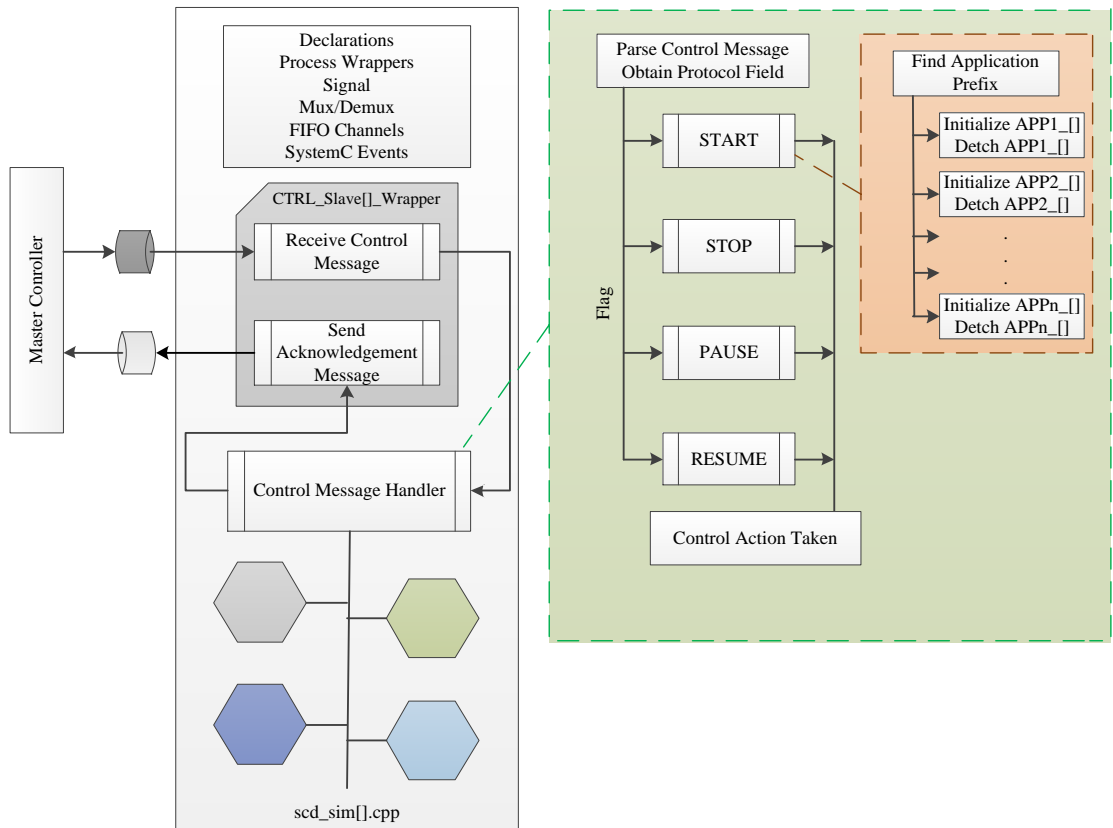 Declarations
Process Wrappers
Signal
Mux/Demux
FIFO Channels
SystemC Events
Master Conroller
CTRL_Slave[]_Wrapper
Receive Control
Message
Send
Acknowledgement
Message
Control Message Handler
scd_sim[].cpp
Parse Control Message
Obtain Protocol Field
Flag
START
STOP
PAUSE
RESUME
Control Action Taken
Find Application
Prefix
Initialize APP1_[]
Detch APP1_[]
Initialize APP2_[]
Detch APP2_[]
.
.
.
Initialize APPn_[]
Detch APPn_[]